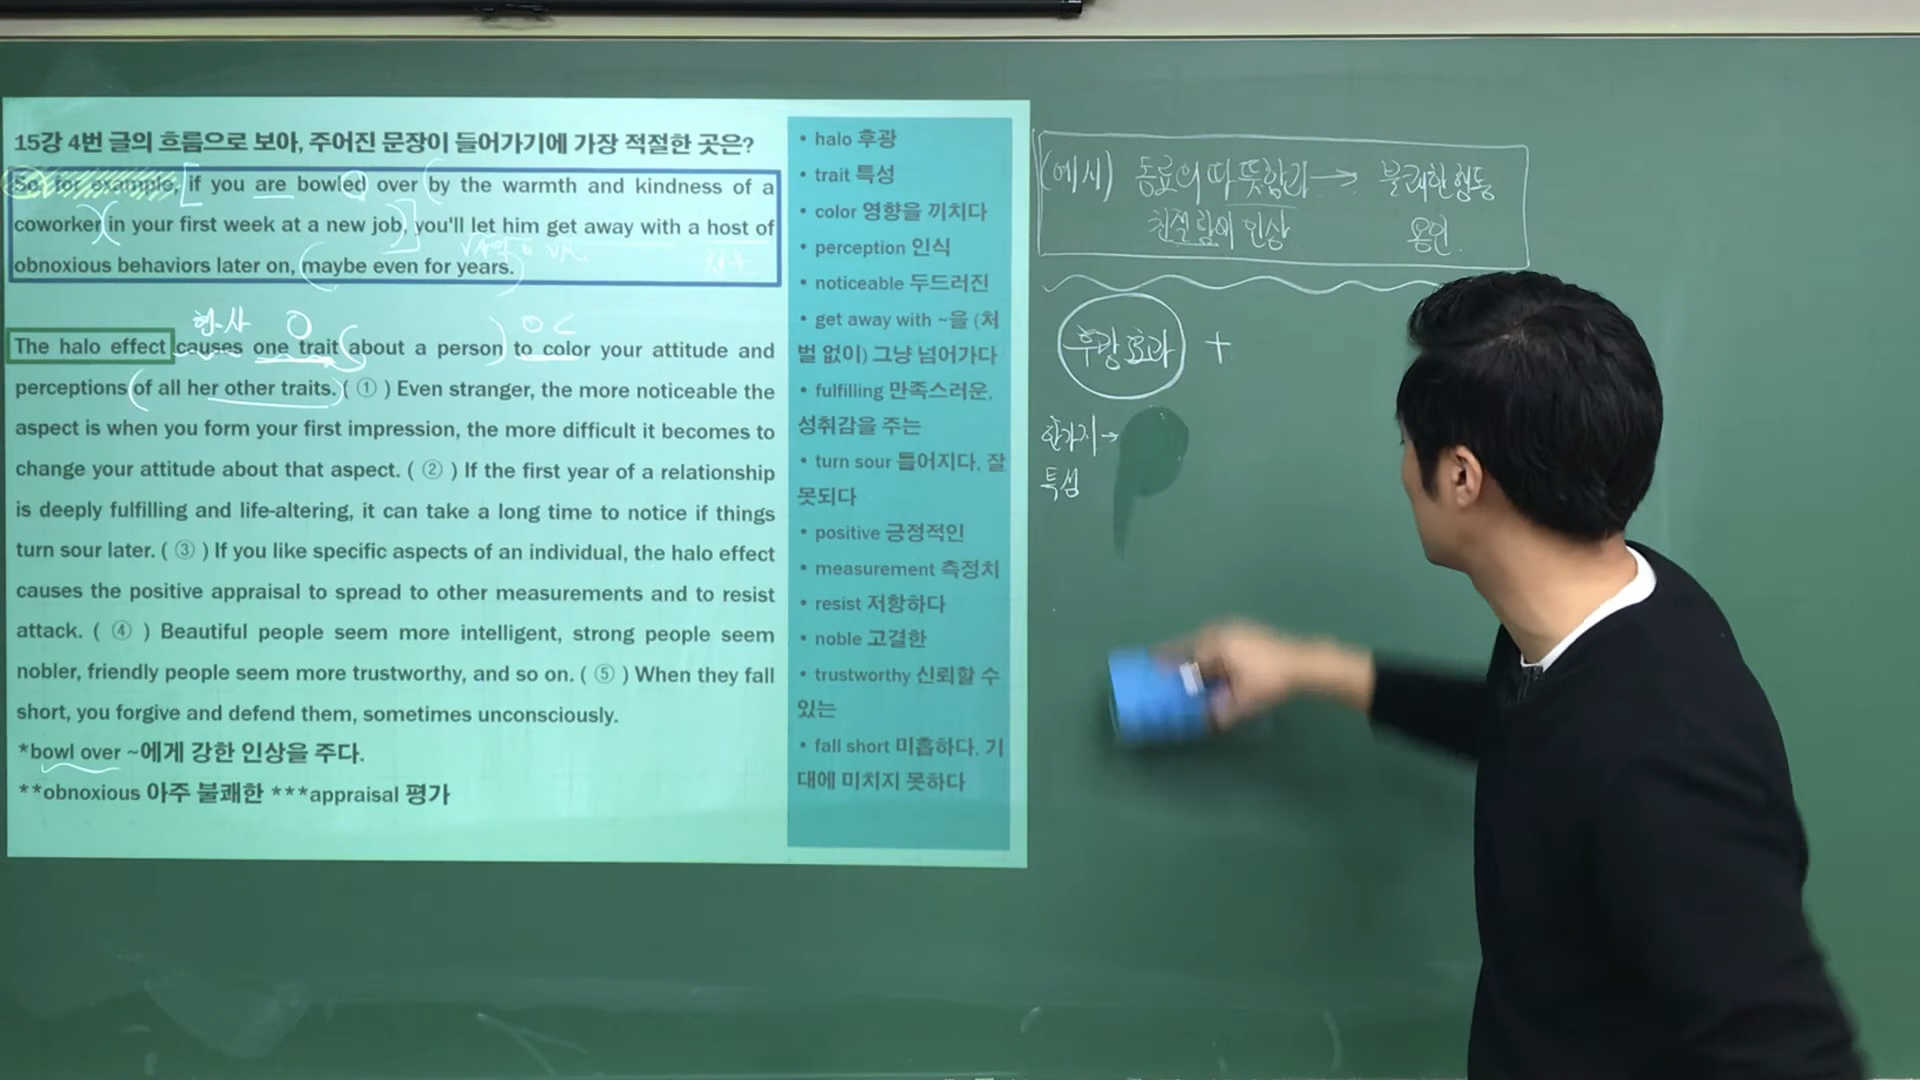 15강 4번 글의 흐름으로 보아, 주어진 문장이 들어가기에 가장 적절한 곳은?
So, for example, if you are bowled over by the warmth and kindness of a
coworker in your first week at a new job, you'll let him get away with a host of
obnoxious behaviors later on, maybe even for years.
The halo effect causes one trait about a person to color your attitude and
perceptions of all her other traits. ( ① ) Even stranger, the more noticeable the
aspect is when you form your first impression, the more difficult it becomes to
change your attitude about that aspect. ( ② ) If the first year of a relationship
is deeply fulfilling and life-altering, it can take a long time to notice if things
turn sour later. ( ③ ) If you like specific aspects of an individual, the halo effect
causes the positive appraisal to spread to other measurements and to resist
attack. ( ④ ) Beautiful people seem more intelligent, strong people seem
nobler, friendly people seem more trustworthy, and so on. ( ⑤ ) When they fall
short, you forgive and defend them, sometimes unconsciously.
*bowl over ~에게 강한 인상을 주다.
**obnoxious 아주 불쾌한 ***appraisal 평가
• halo 후광
• trait 특성
• color 영향을 끼치다
• perception 인식
• noticeable 두드러진
• get away with ~을 (처
벌 없이) 그냥 넘어가다
• fulfilling 만족스러운,
성취감을 주는
• turn sour 틀어지다, 잘
못되다
• positive 긍정적인
• measurement 측정치
• resist 저항하다
• noble 고결한
• trustworthy 신뢰할 수
있는
• fall short 미흡하다, 기
대에 미치지 못하다
(예시) 동료의 따뜻함과 → 불쾌한 행동
친절함에 인상 용인.
후광효과 +
한가지 →
특성